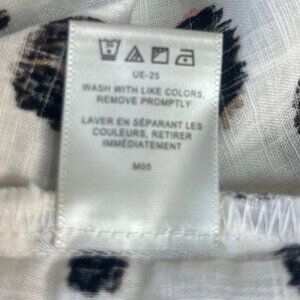 UE-25
WASH WITH LIKE COLORS,
REMOVE PROMPTLY
LAVER EN SÉPARANT LES
COULEURS, RETIRER
IMMÉDIATEMENT
M05